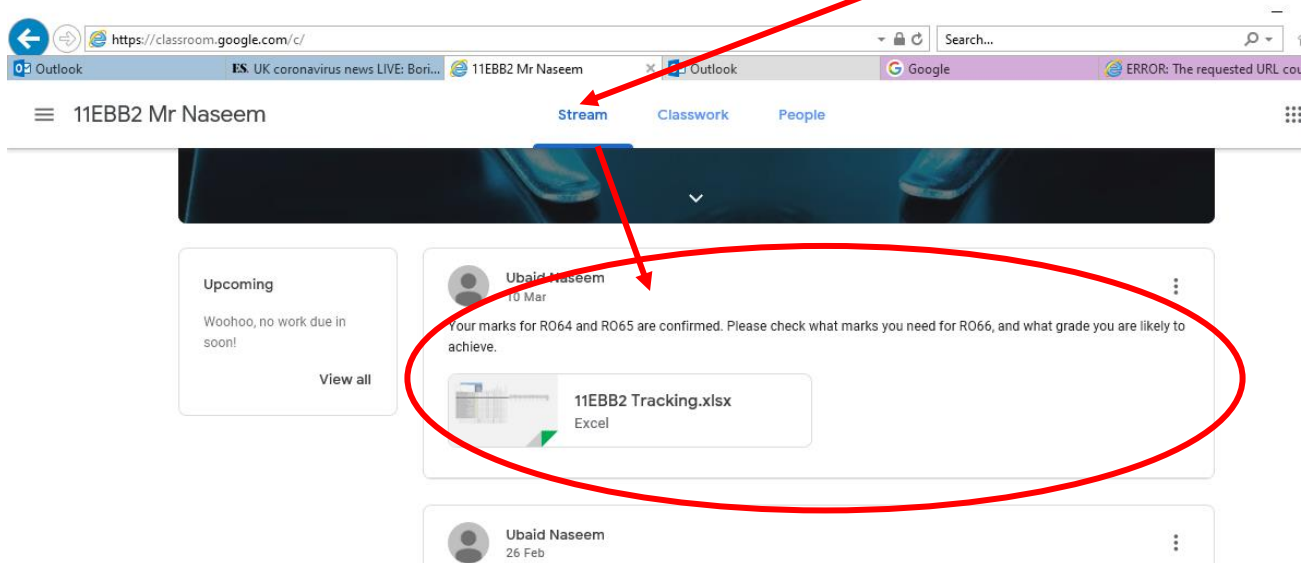 https://classroom.google.com/c/
Search...
Outlook
ES. UK coronavirus news LIVE: Bori...
11EBB2 Mr Naseem
Outlook
Google
ERROR: The requested URL cou
11EBB2 Mr Naseem
Stream
Classwork
People
Upcoming
Woohoo, no work due in
soon!
View all
Ubaid Naseem
10 Mar
Your marks for RO64 and RO65 are confirmed. Please check what marks you need for RO66, and what grade you are likely to
achieve.
11EBB2 Tracking.xlsx
Excel
Ubaid Naseem
26 Feb